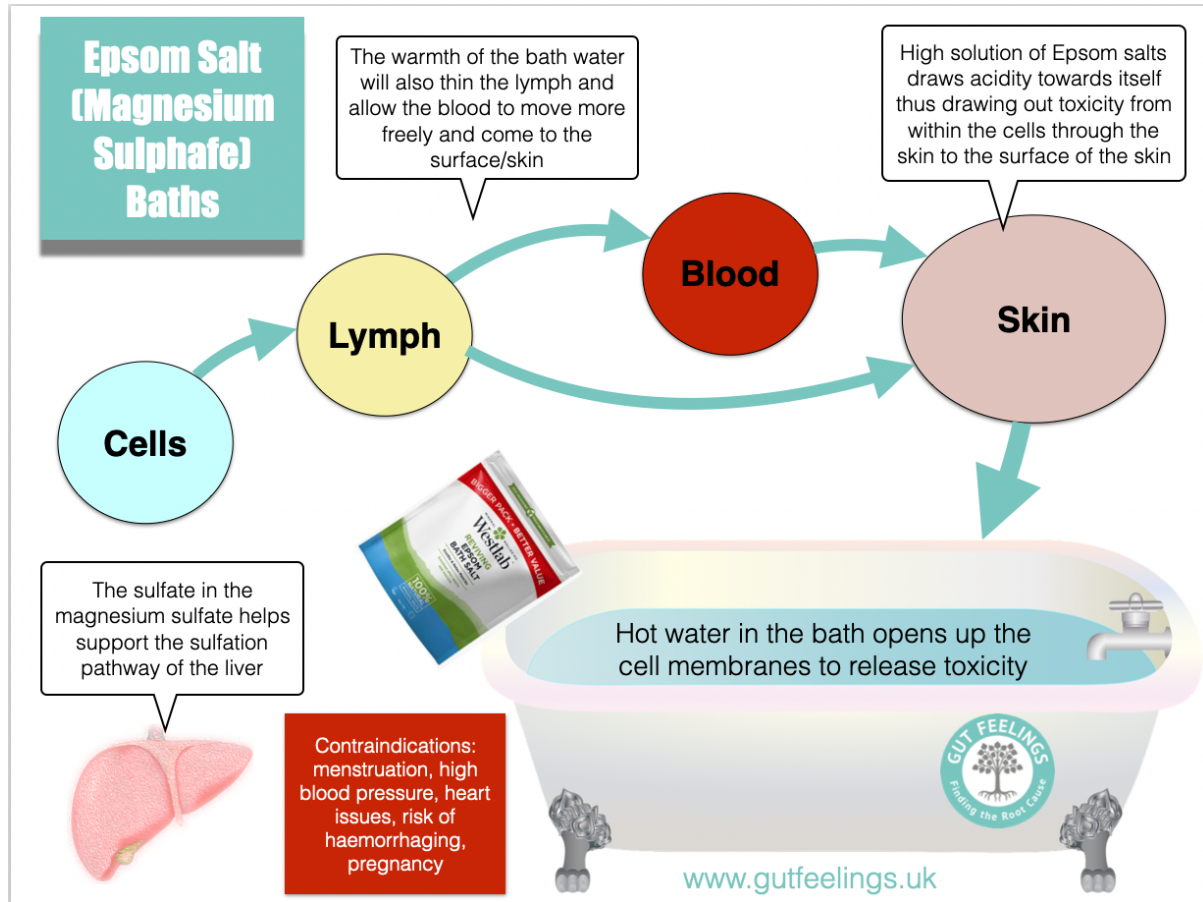 Epsom Salt
(Magnesium
Sulphafe)
Baths
The warmth of the bath water
will also thin the lymph and
allow the blood to move more
freely and come to the
surface/skin
High solution of Epsom salts
draws acidity towards itself
thus drawing out toxicity from
within the cells through the
skin to the surface of the skin
Blood
Skin
Lymph
Cells
BIGGER PACK • BETTER VALUE
Westlab
REVIVING
EPSOM
BATH SALT
100%
The sulfate in the
magnesium sulfate helps
support the sulfation
pathway of the liver
Hot water in the bath opens up the
cell membranes to release toxicity
Contraindications:
menstruation, high
blood pressure, heart
issues, risk of
haemorrhaging,
pregnancy
GUT FEELINGS
Finding the Root Cause
www.gutfeelings.uk